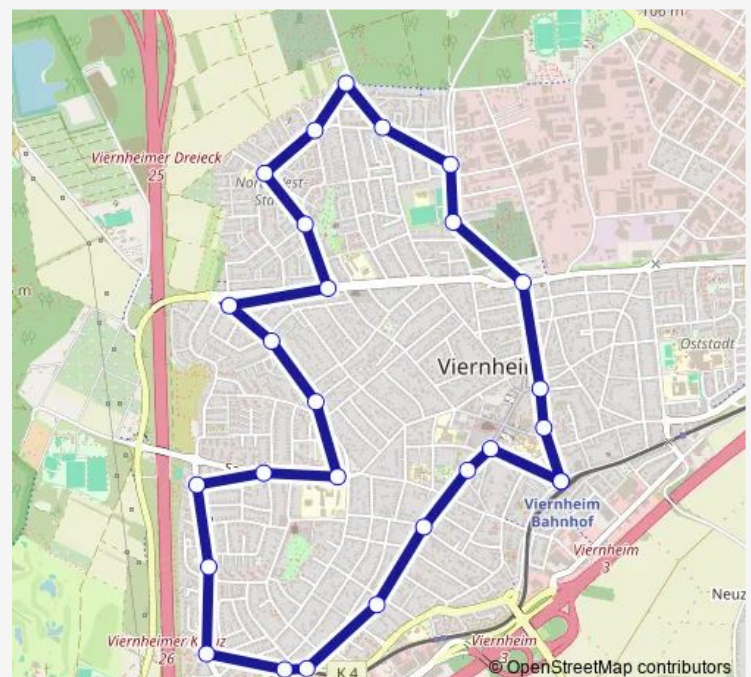 106 m
Viernheimer Dreieck
25
Nord-West-
m
Oststadt
Viernheim
Viernheim
Bahnhof
Viernheim
3
Neuz
Viernheimer Kreuz
26
Viernheim
3
K 4
© OpenStreetMap contributors